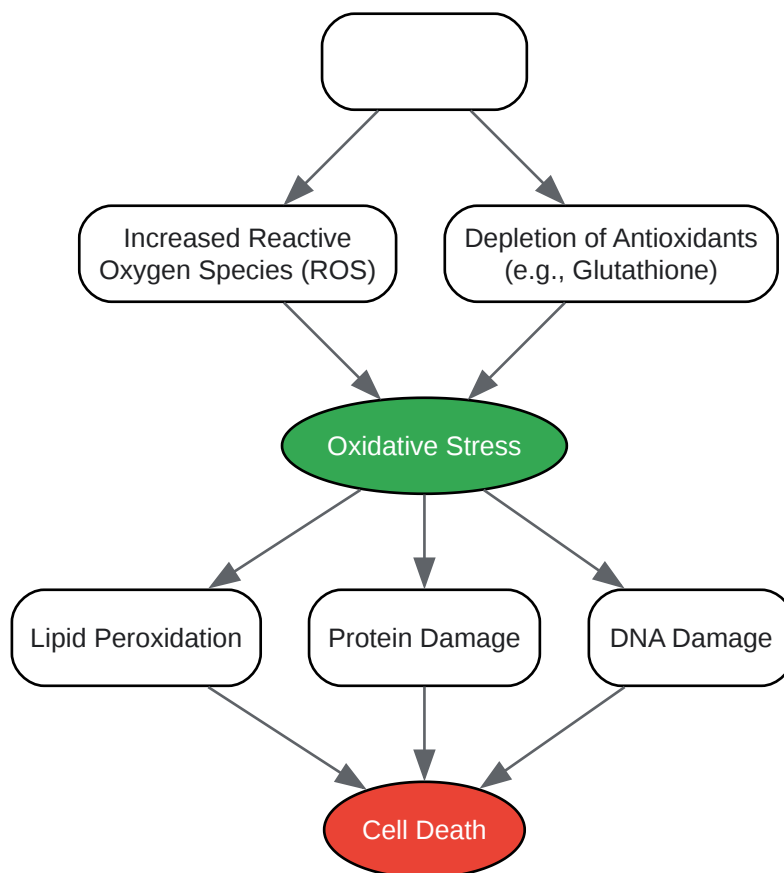 Increased Reactive
Oxygen Species (ROS)
Depletion of Antioxidants
(e.g., Glutathione)
Oxidative Stress
Lipid Peroxidation
Protein Damage
DNA Damage
Cell Death